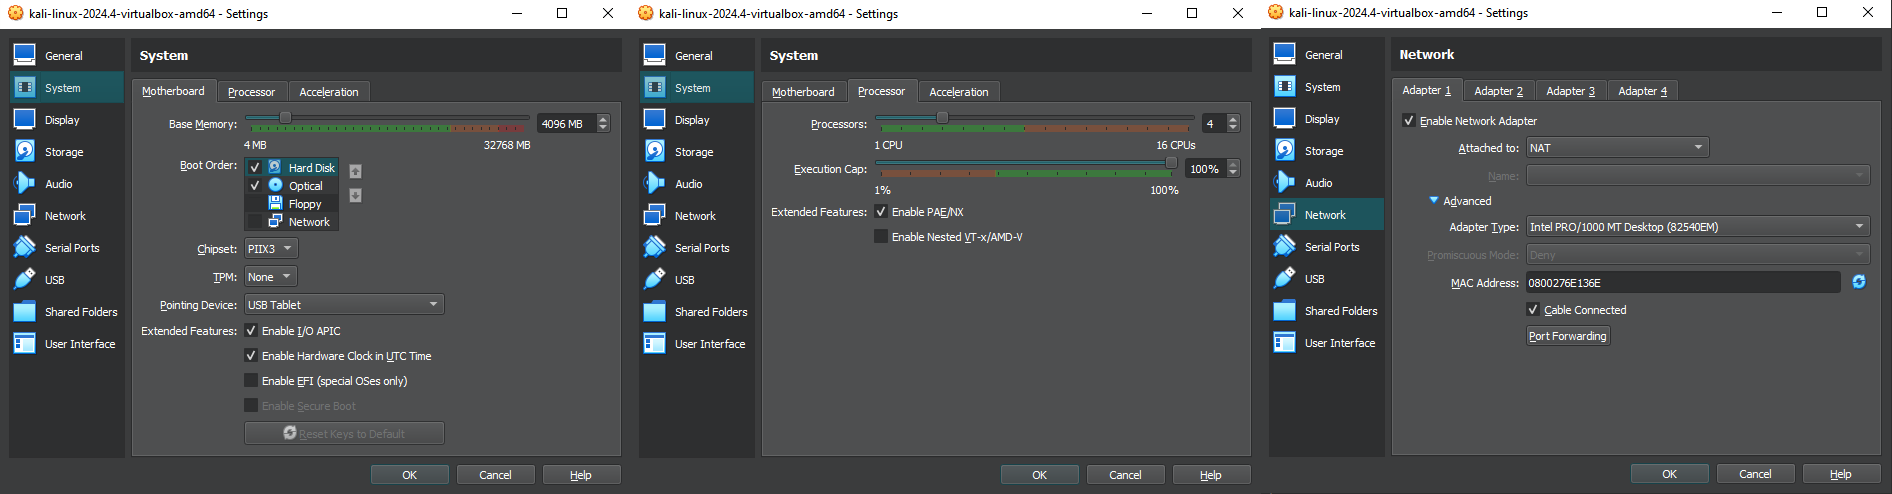 kali-linux-2024.4-virtualbox-amd64 - Settings
General
System
Display
Storage
Audio
Network
Serial Ports
USB
Shared Folders
User Interface
System
Motherboard Processor Acceleration
Base Memory: 4096 MB
4 MB 32768 MB
Boot Order: Hard Disk
Optical
Floppy
Network
Chipset: PIIX3
TPM: None
Pointing Device: USB Tablet
Extended Features: Enable I/O APIC
Enable Hardware Clock in UTC Time
Enable EFI (special OSes only)
Enable Secure Boot
Reset Keys to Default
OK Cancel Help
kali-linux-2024.4-virtualbox-amd64 - Settings
General
System
Display
Storage
Audio
Network
Serial Ports
USB
Shared Folders
User Interface
System
Motherboard Processor Acceleration
Processors: 4
1 CPU 16 CPUs
Execution Cap: 100%
1% 100%
Extended Features: Enable PAE/NX
Enable Nested VT-x/AMD-V
OK Cancel Help
kali-linux-2024.4-virtualbox-amd64 - Settings
General
System
Display
Storage
Audio
Network
Serial Ports
USB
Shared Folders
User Interface
Network
Adapter 1 Adapter 2 Adapter 3 Adapter 4
Enable Network Adapter
Attached to: NAT
Name:
Advanced
Adapter Type: Intel PRO/1000 MT Desktop (82540EM)
Promiscuous Mode: Deny
MAC Address: 0800276E136E
Cable Connected
Port Forwarding
OK Cancel Help